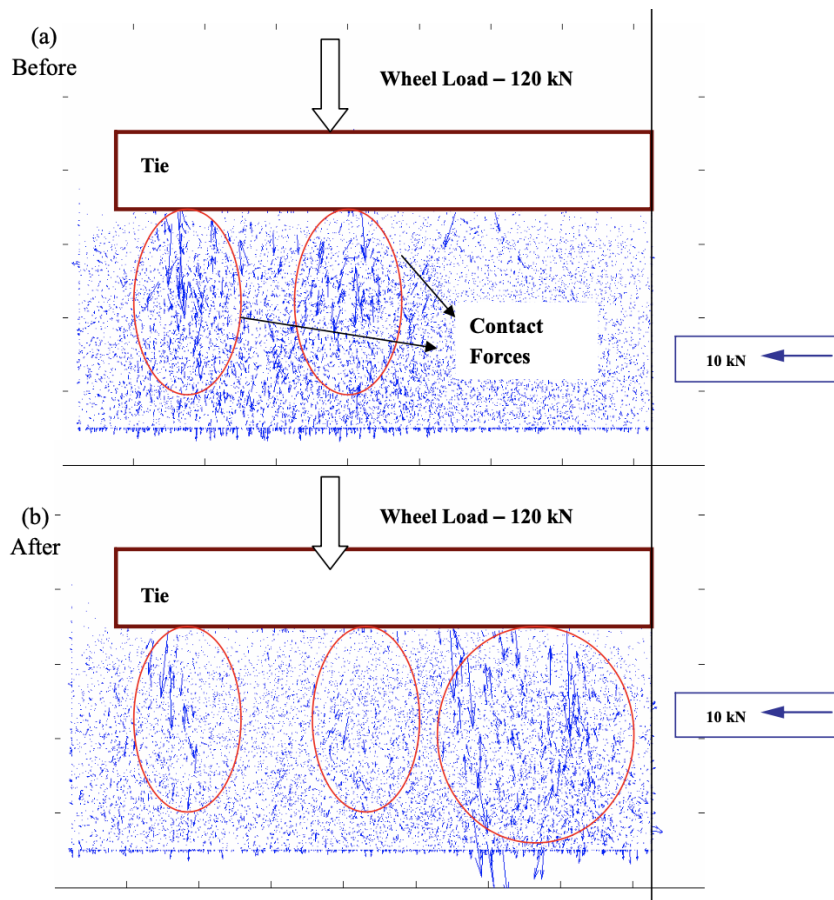 (a)
Before
Wheel Load – 120 kN
Tie
Contact
Forces
10 kN
(b)
After
Wheel Load – 120 kN
Tie
10 kN